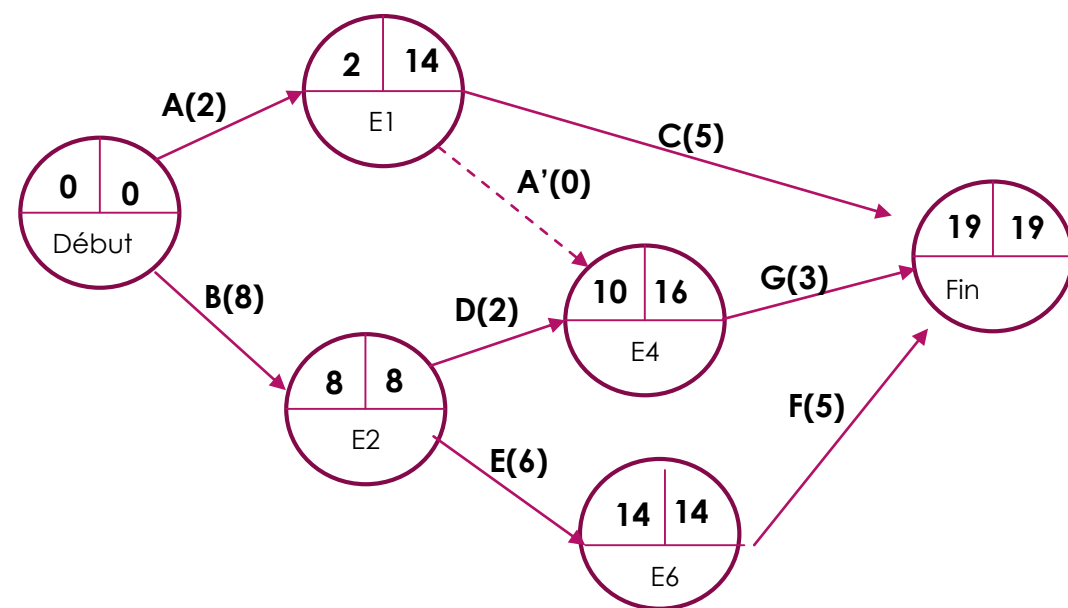 2 14
E1
A(2)
C(5)
A’(0)
0 0
Début
19 19
Fin
B(8)
D(2)
10 16
E4
G(3)
8 8
E2
E(6)
F(5)
14 14
E6